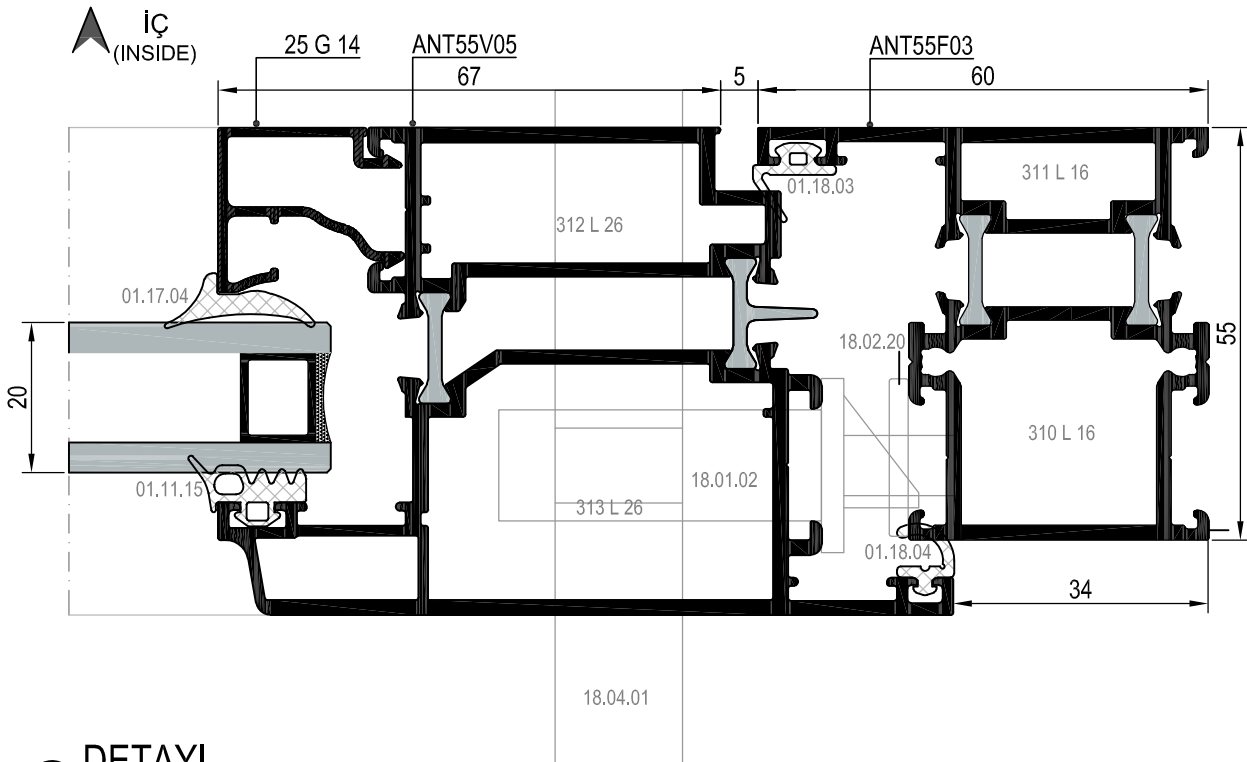 İÇ
(INSIDE)
25 G 14
ANT55V05
ANT55F03
67
5
60
01.18.03
311 L 16
312 L 26
01.17.04
18.02.20
55
20
310 L 16
01.11.15
18.01.02
313 L 26
01.18.04
34
18.04.01
DETAYI